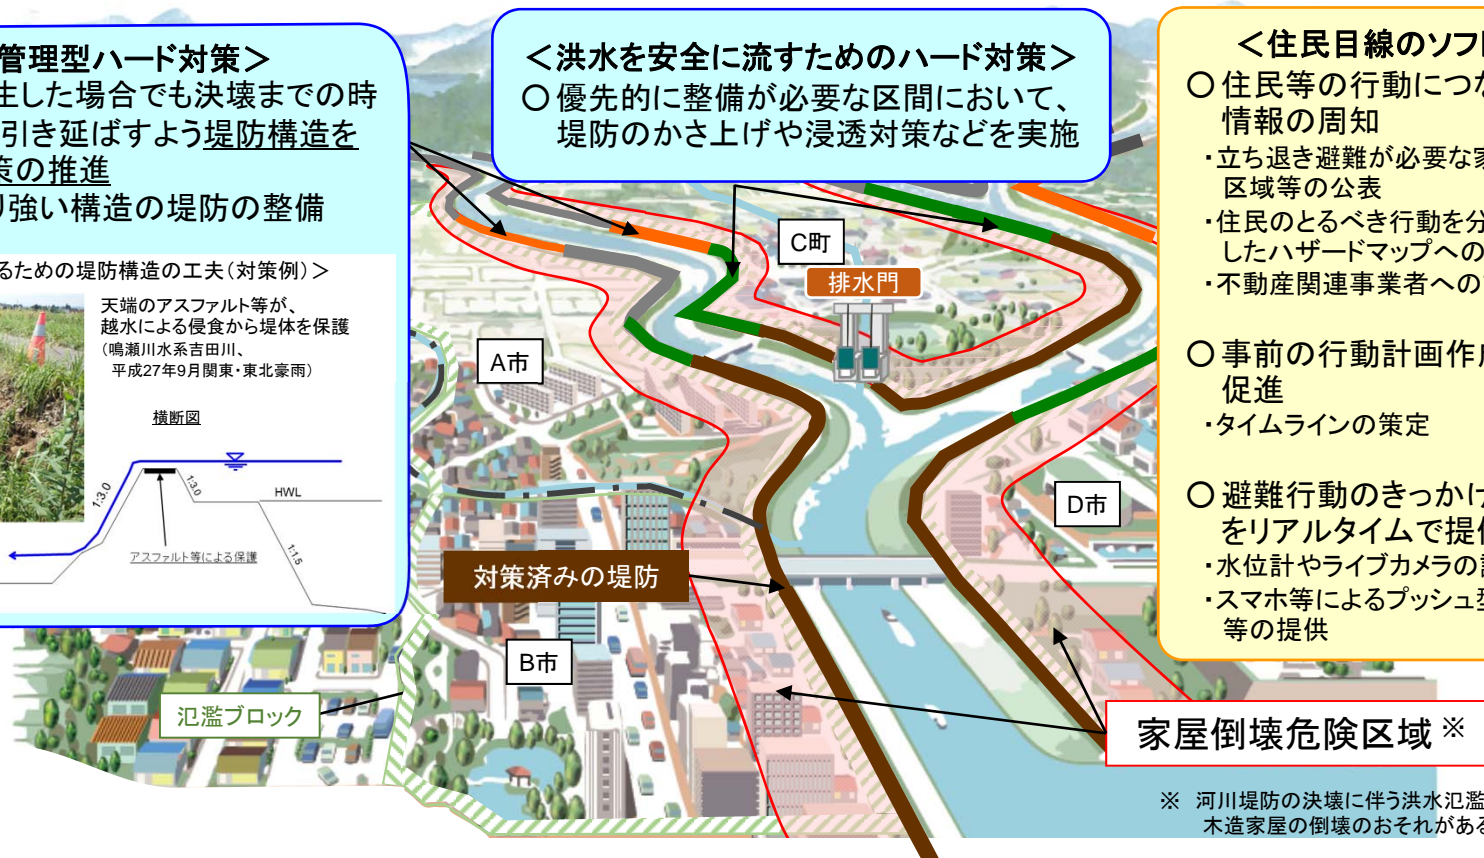 管理型ハード対策＞
生した場合でも決壊までの時
引き延ばすよう堤防構造を
策の推進
り強い構造の堤防の整備
るための堤防構造の工夫（対策例）＞
天端のアスファルト等が、
越水による侵食から堤体を保護
（鳴瀬川水系吉田川、
平成27年9月関東・東北豪雨）
横断図
1:3.0
1:3.0
HWL
1:1.5
アスファルト等による保護
＜洪水を安全に流すためのハード対策＞
○優先的に整備が必要な区間において、
堤防のかさ上げや浸透対策などを実施
＜住民目線のソフ
○住民等の行動につな
情報の周知
・立ち退き避難が必要な家
区域等の公表
・住民のとるべき行動を分
したハザードマップへの
・不動産関連事業者への
○事前の行動計画作成
促進
・タイムラインの策定
○避難行動のきっかけ
をリアルタイムで提供
・水位計やライブカメラの設
・スマホ等によるプッシュ型
等の提供
C町
排水門
A市
D市
対策済みの堤防
B市
氾濫ブロック
家屋倒壊危険区域※
※ 河川堤防の決壊に伴う洪水氾濫
木造家屋の倒壊のおそれがある